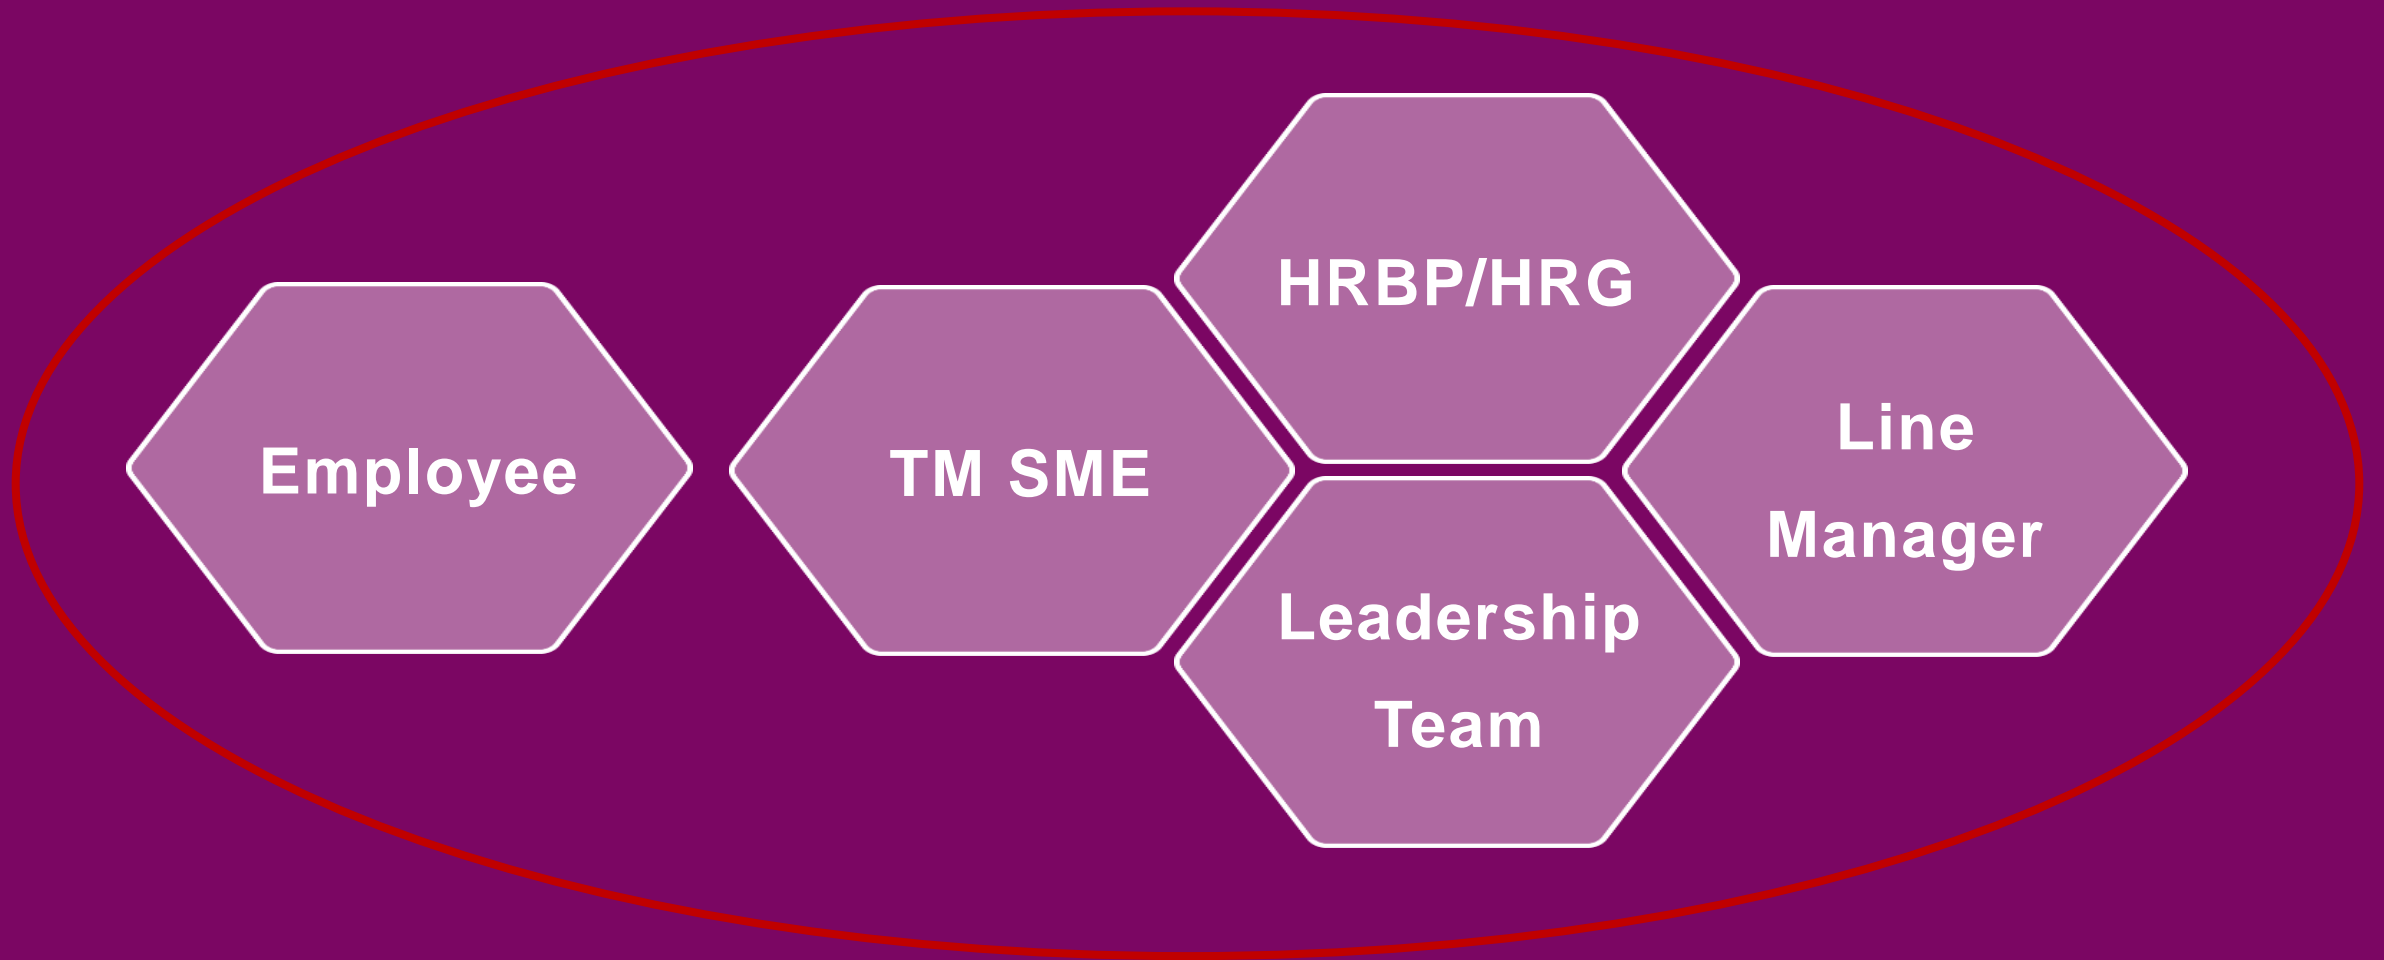 Employee
TM SME
HRBP/HRG
Leadership
Team
Line
Manager